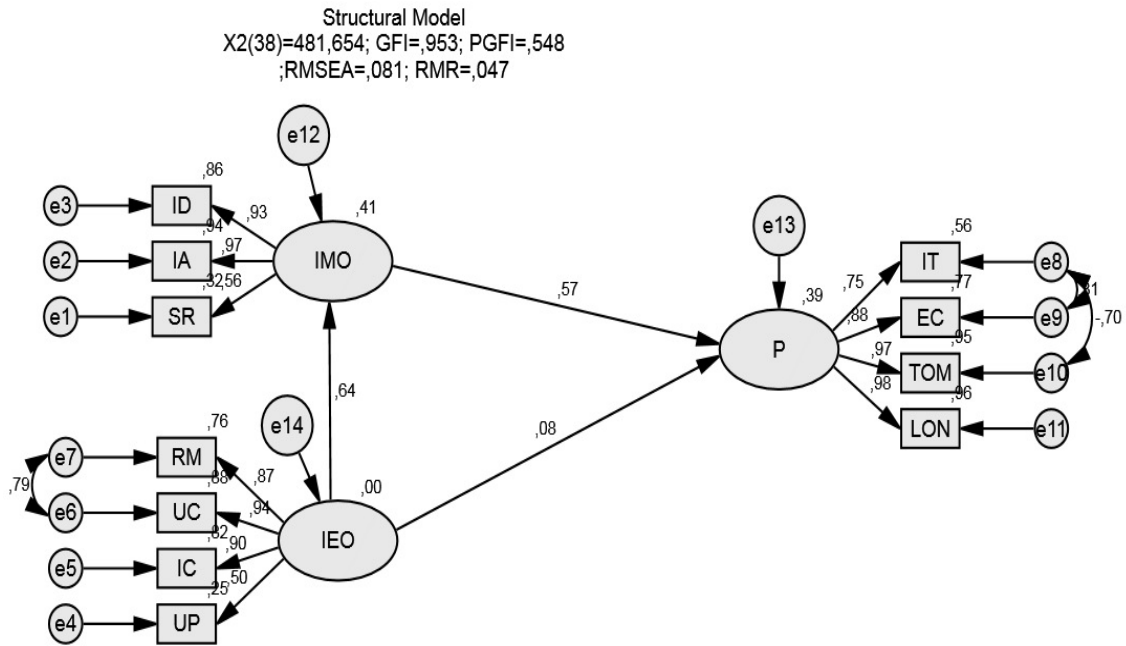 Structural Model
X2(38)=481,654; GFI=,953; PGFI=,548
;RMSEA=,081; RMR=,047
e12
,86
e3
ID
,93
,41
,94
e2
IA
,97
IMO
,32
,56
e1
SR
,57
e13
,39
P
,56
IT
e8
,75
,77
,88
EC
e9
-,70
,95
,97
TOM
e10
,98
,96
LON
e11
,64
,08
e14
,76
e7
RM
,87
,00
,79
,88
e6
UC
,94
IEO
,82
e5
IC
,90
,25
,50
e4
UP